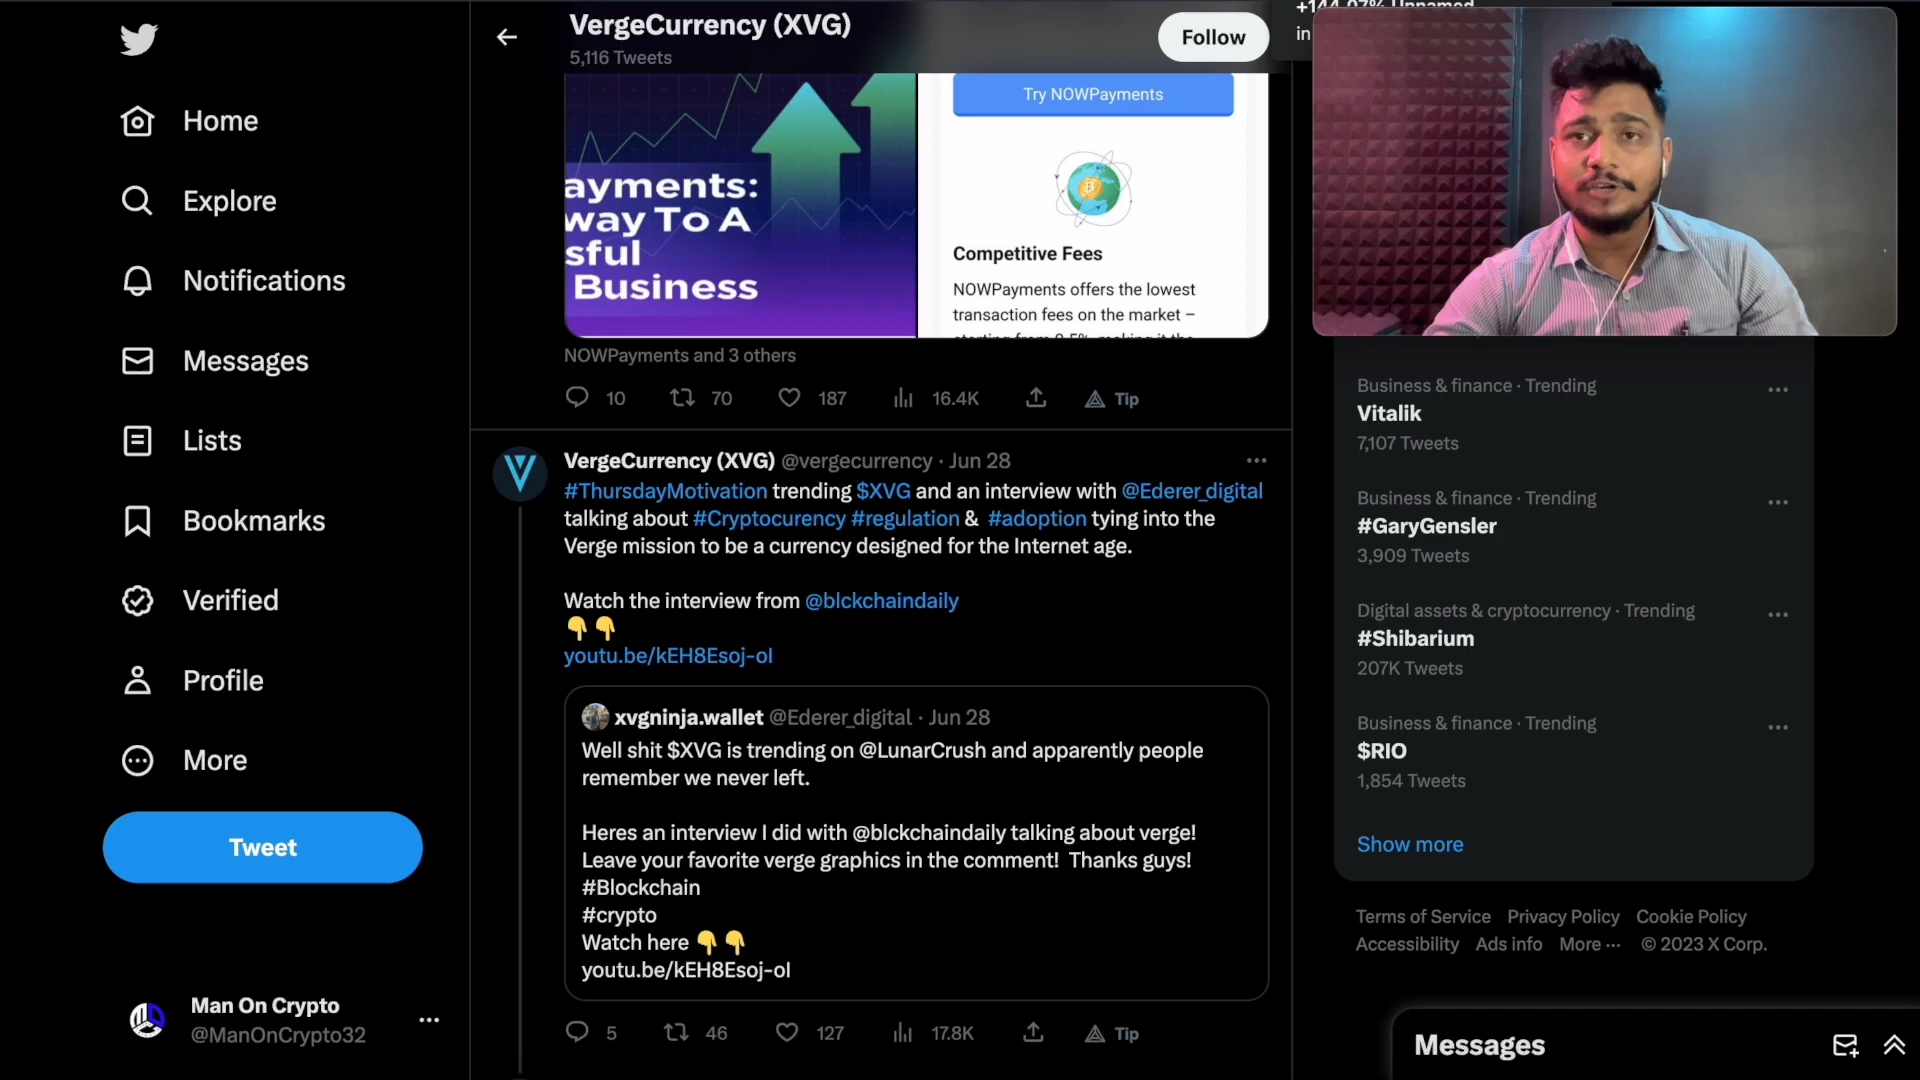 Home
Explore
Notifications
Messages
Lists
Bookmarks
Verified
Profile
More
Tweet
Man On Crypto
@ManOnCrypto32
VergeCurrency (XVG)
5,116 Tweets
Follow
ayments:
way To A
sful
Business
Try NOWPayments
Competitive Fees
NOWPayments offers the lowest
transaction fees on the market –
NOWPayments and 3 others
10 70 187 16.4K Tip
VergeCurrency (XVG) @vergecurrency · Jun 28
#ThursdayMotivation trending $XVG and an interview with @Ederer_digital
talking about #Cryptocurency #regulation & #adoption tying into the
Verge mission to be a currency designed for the Internet age.
Watch the interview from @blckchaindaily
👇👇
youtu.be/kEH8Esoj-oI
xvgninja.wallet @Ederer_digital · Jun 28
Well shit $XVG is trending on @LunarCrush and apparently people
remember we never left.
Heres an interview I did with @blckchaindaily talking about verge!
Leave your favorite verge graphics in the comment! Thanks guys!
#Blockchain
#crypto
Watch here 👇👇
youtu.be/kEH8Esoj-oI
5 46 127 17.8K Tip
in
Business & finance · Trending
Vitalik
7,107 Tweets
Business & finance · Trending
#GaryGensler
3,909 Tweets
Digital assets & cryptocurrency · Trending
#Shibarium
207K Tweets
Business & finance · Trending
$RIO
1,854 Tweets
Show more
Terms of Service Privacy Policy Cookie Policy
Accessibility Ads info More ··· © 2023 X Corp.
Messages